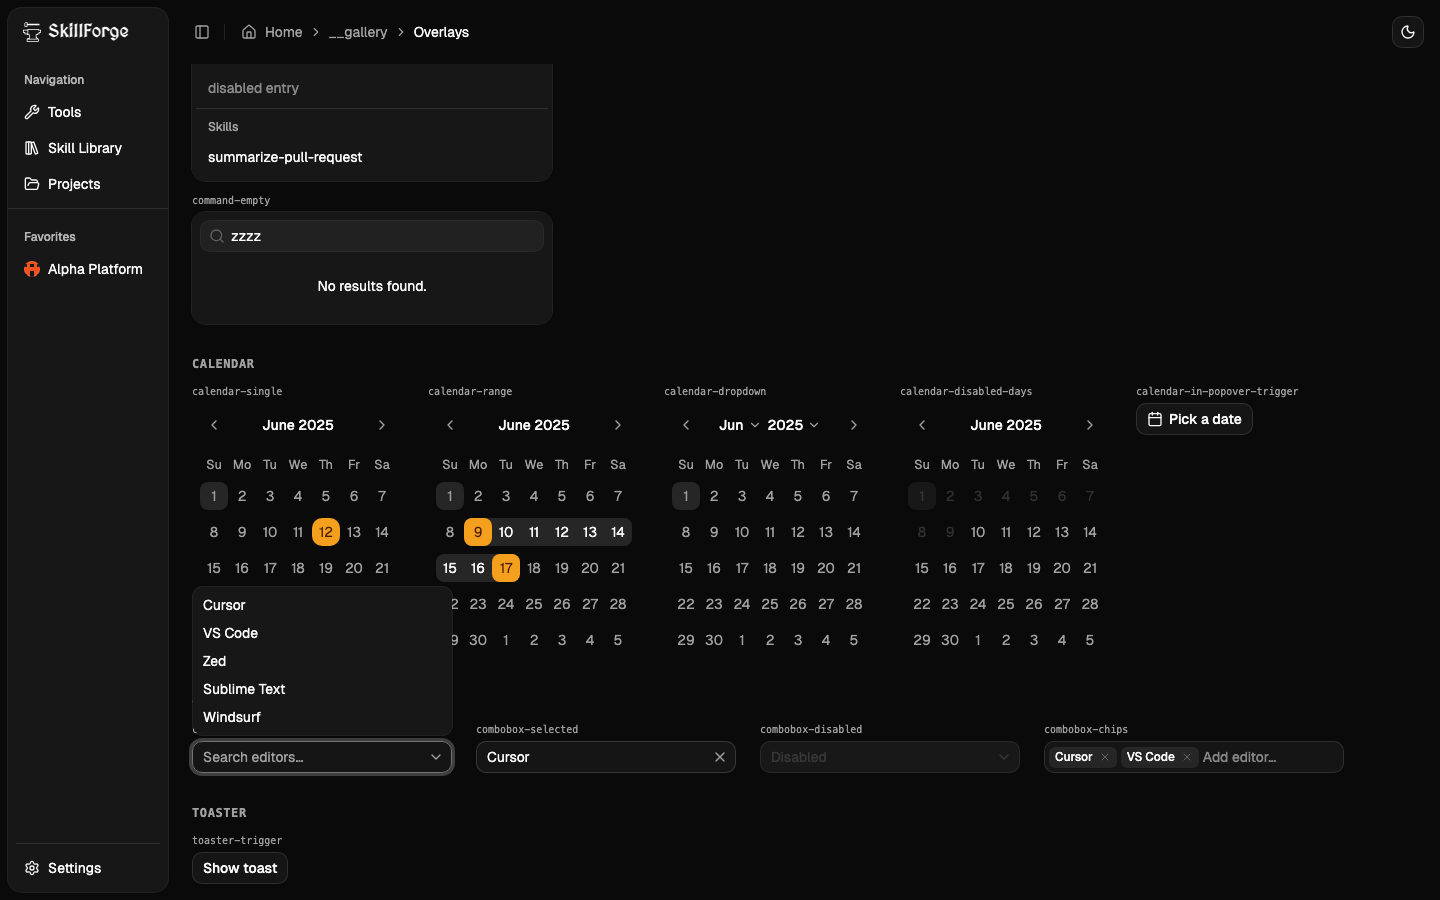 SkillForge
Home
__gallery
Overlays
Navigation
Tools
Skill Library
Projects
Favorites
Alpha Platform
Settings
disabled entry
Skills
summarize-pull-request
command-empty
zzzz
No results found.
CALENDAR
calendar-single
June 2025
Su Mo Tu We Th Fr Sa
1 2 3 4 5 6 7
8 9 10 11 12 13 14
15 16 17 18 19 20 21
calendar-range
June 2025
Su Mo Tu We Th Fr Sa
1 2 3 4 5 6 7
8 9 10 11 12 13 14
15 16 17 18 19 20 21
23 24 25 26 27 28
30 1 2 3 4 5
calendar-dropdown
Jun 2025
Su Mo Tu We Th Fr Sa
1 2 3 4 5 6 7
8 9 10 11 12 13 14
15 16 17 18 19 20 21
22 23 24 25 26 27 28
29 30 1 2 3 4 5
calendar-disabled-days
June 2025
Su Mo Tu We Th Fr Sa
1 2 3 4 5 6 7
8 9 10 11 12 13 14
15 16 17 18 19 20 21
22 23 24 25 26 27 28
29 30 1 2 3 4 5
calendar-in-popover-trigger
Pick a date
Cursor
VS Code
Zed
Sublime Text
Windsurf
Search editors...
combobox-selected
Cursor
combobox-disabled
Disabled
combobox-chips
Cursor VS Code Add editor...
TOASTER
toaster-trigger
Show toast